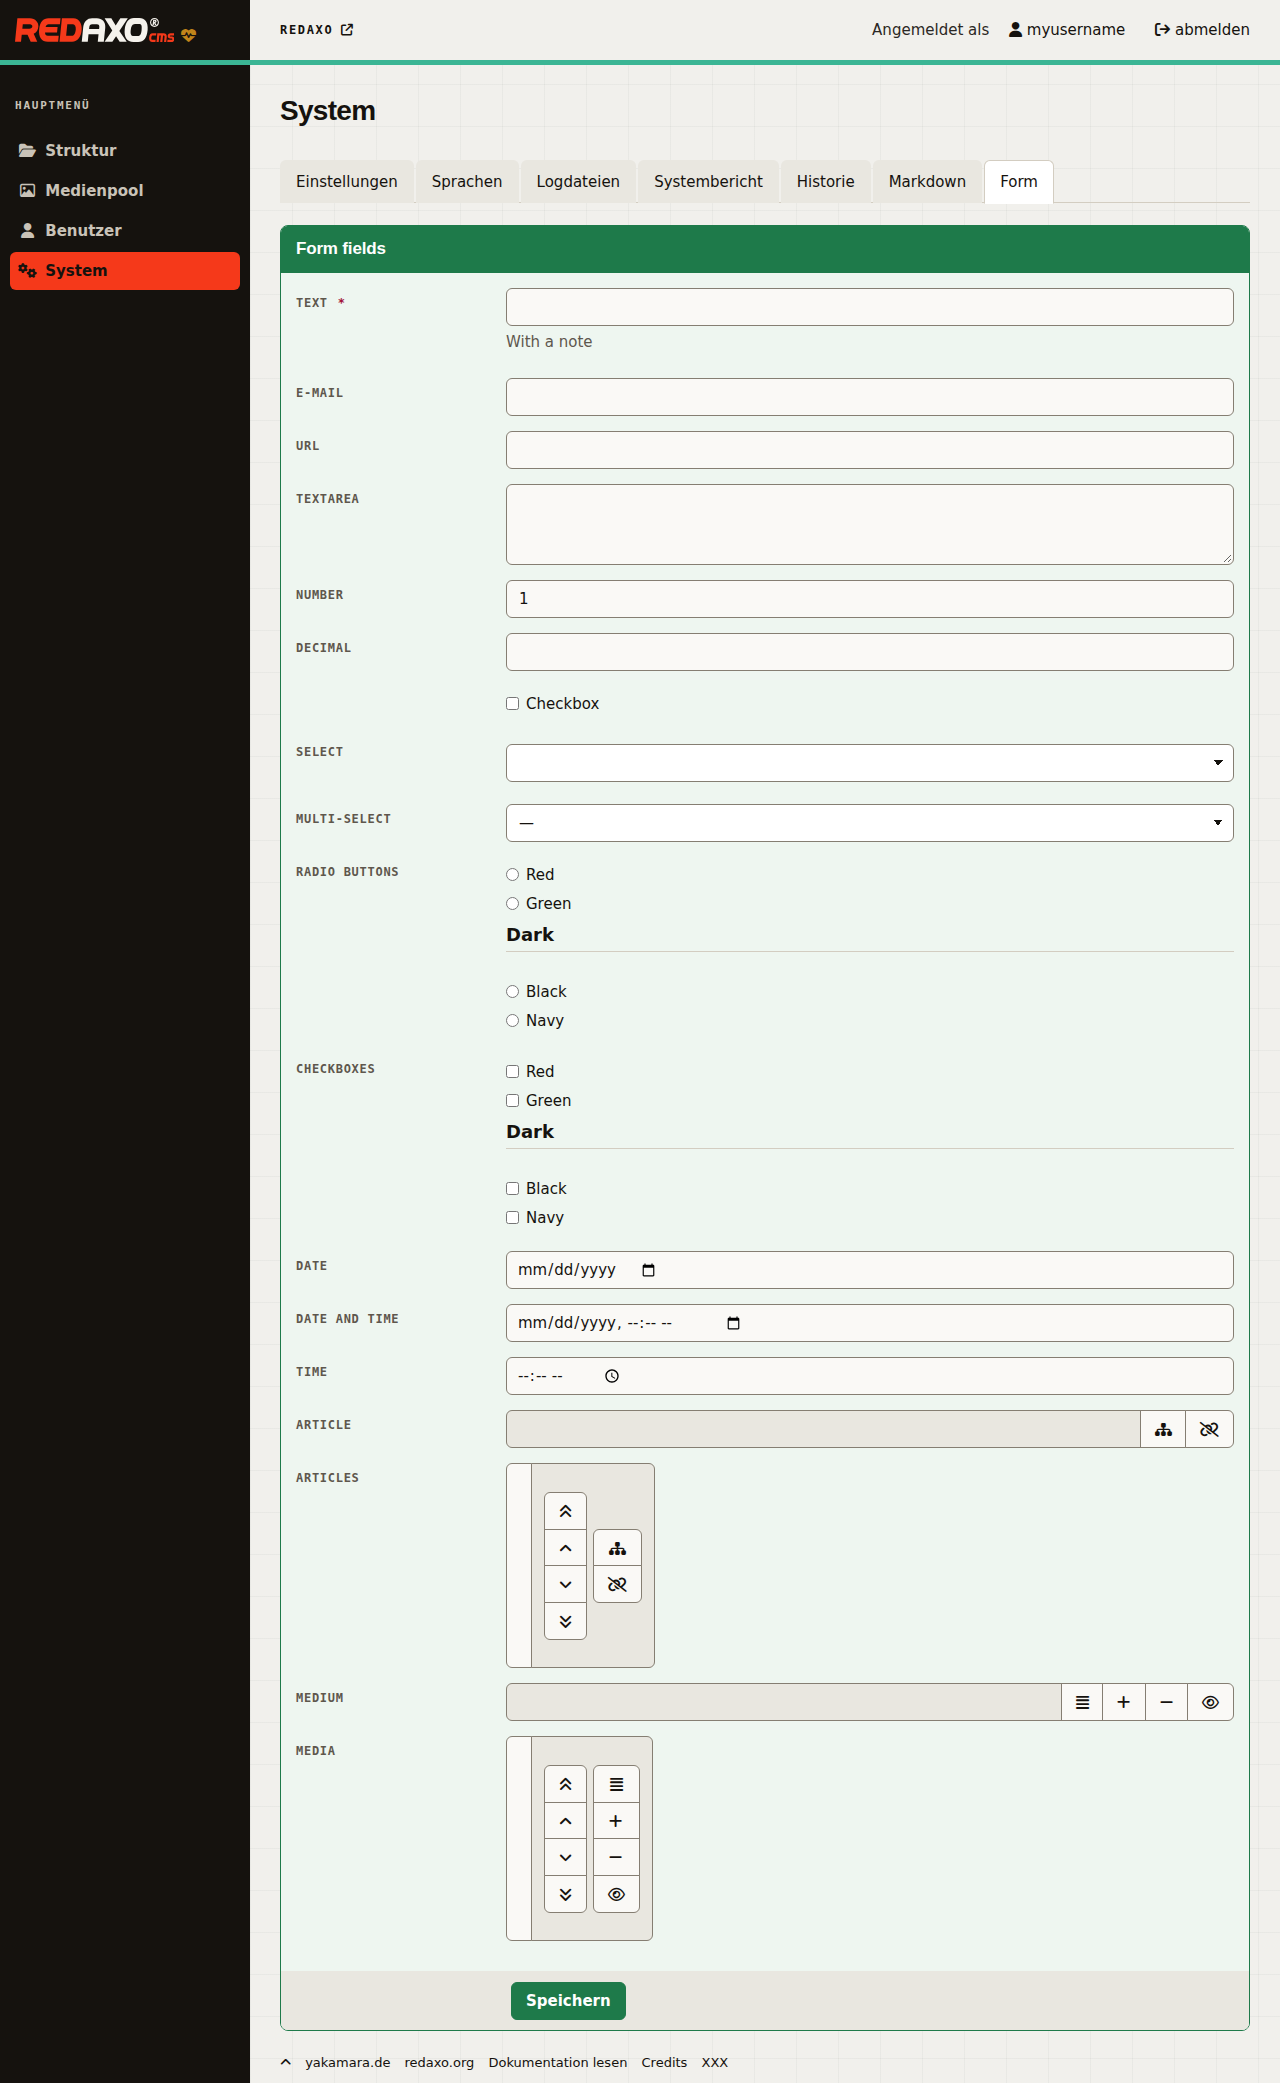 REDAXO® cms
REDAXO
Angemeldet als myusername abmelden
HAUPTMENÜ
Struktur
Medienpool
Benutzer
System
System
Einstellungen Sprachen Logdateien Systembericht Historie Markdown Form
Form fields
TEXT *
With a note
E-MAIL
URL
TEXTAREA
NUMBER
1
DECIMAL
Checkbox
SELECT
MULTI-SELECT
—
RADIO BUTTONS
Red
Green
Dark
Black
Navy
CHECKBOXES
Red
Green
Dark
Black
Navy
DATE
mm/dd/yyyy
DATE AND TIME
mm/dd/yyyy, --:-- --
TIME
--:-- --
ARTICLE
ARTICLES
MEDIUM
MEDIA
Speichern
yakamara.de redaxo.org Dokumentation lesen Credits XXX